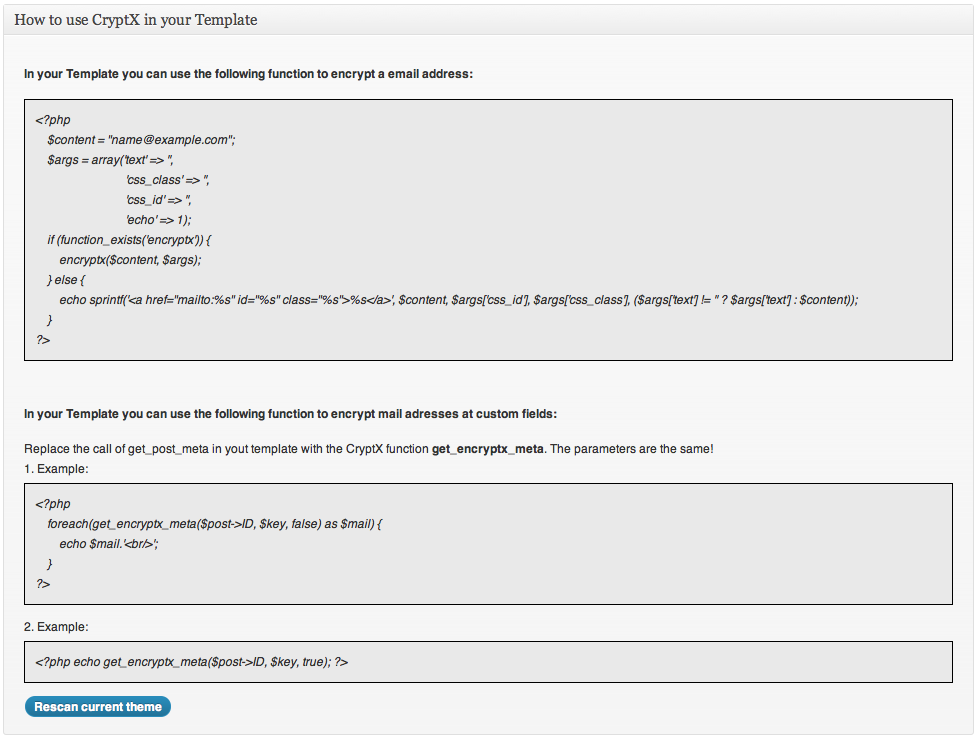 How to use CryptX in your Template
In your Template you can use the following function to encrypt a email address:
<?php
$content = "name@example.com";
$args = array('text' => '',
'css_class' => '',
'css_id' => '',
'echo' => 1);
if (function_exists('encryptx')) {
encryptx($content, $args);
} else {
echo sprintf('<a href="mailto:%s" id="%s" class="%s">%s</a>', $content, $args['css_id'], $args['css_class'], ($args['text'] != '' ? $args['text'] : $content));
}
?>
In your Template you can use the following function to encrypt mail adresses at custom fields:
Replace the call of get_post_meta in yout template with the CryptX function get_encryptx_meta. The parameters are the same!
1. Example:
<?php
foreach(get_encryptx_meta($post->ID, $key, false) as $mail) {
echo $mail.'<br/>';
}
?>
2. Example:
<?php echo get_encryptx_meta($post->ID, $key, true); ?>
Rescan current theme